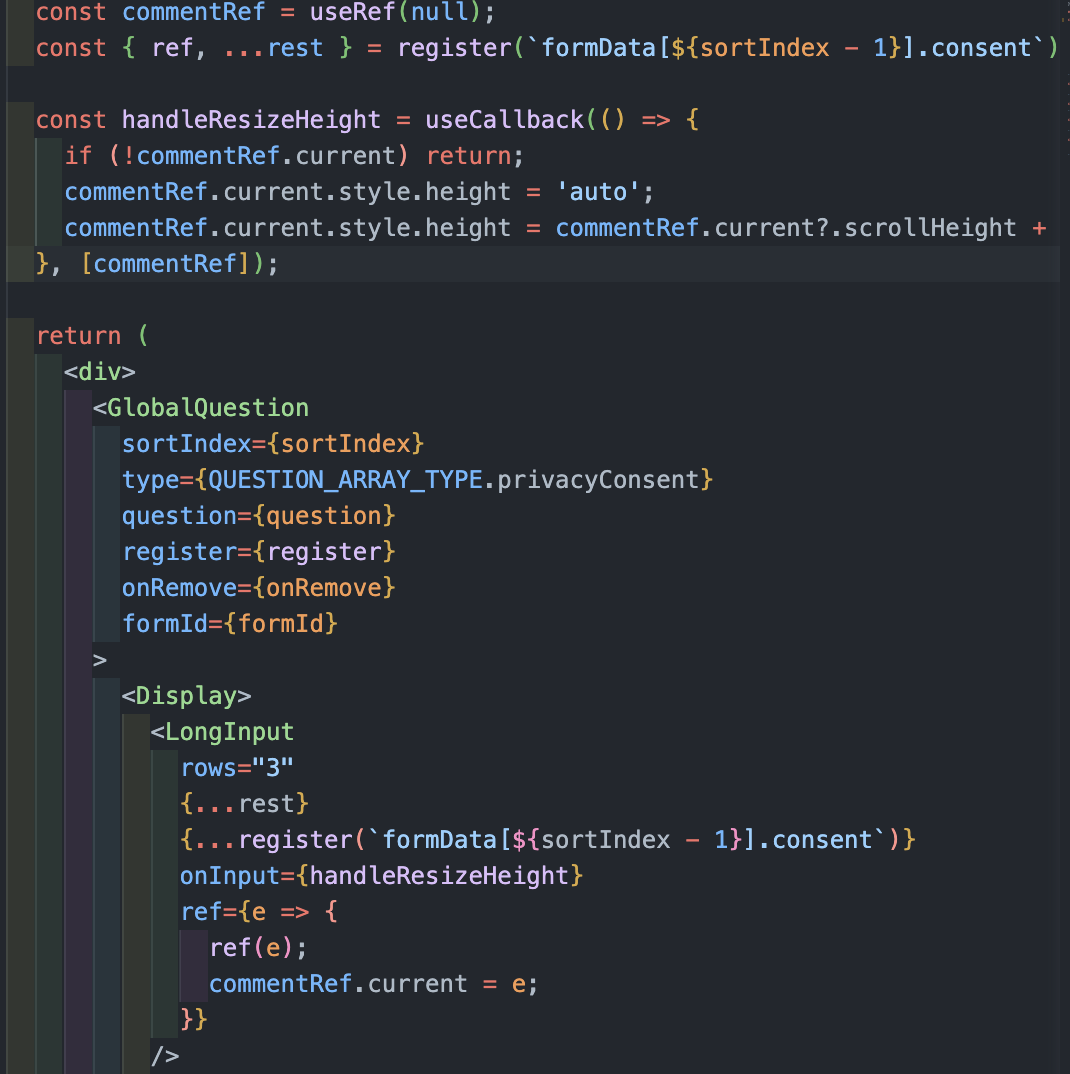 const commentRef = useRef(null);
const { ref, ...rest } = register(`formData[${sortIndex - 1}].consent`)
const handleResizeHeight = useCallback(() => {
if (!commentRef.current) return;
commentRef.current.style.height = 'auto';
commentRef.current.style.height = commentRef.current?.scrollHeight +
}, [commentRef]);
return (
<div>
<GlobalQuestion
sortIndex={sortIndex}
type={QUESTION_ARRAY_TYPE.privacyConsent}
question={question}
register={register}
onRemove={onRemove}
formId={formId}
>
<Display>
<LongInput
rows="3"
{...rest}
{...register(`formData[${sortIndex - 1}].consent`)}
onInput={handleResizeHeight}
ref={e => {
ref(e);
commentRef.current = e;
}}
/>